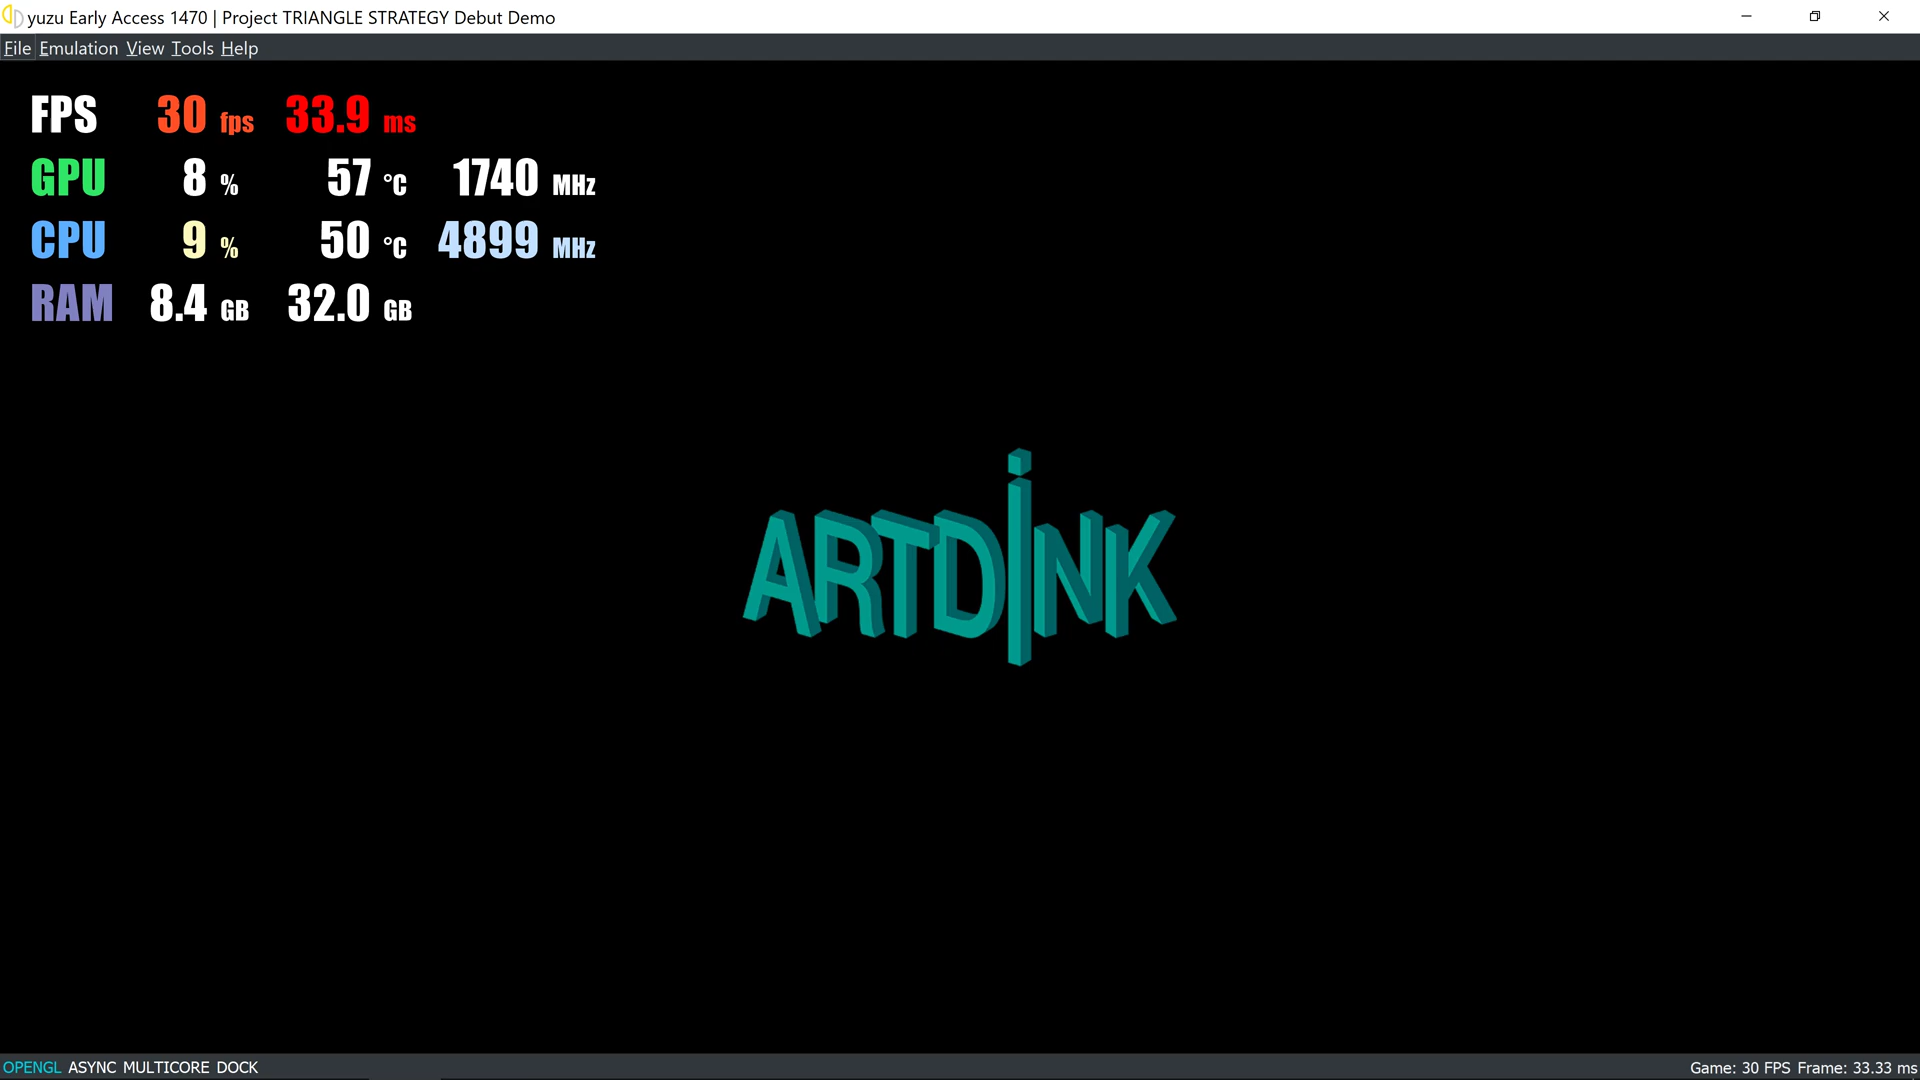 yuzu Early Access 1470 | Project TRIANGLE STRATEGY Debut Demo
File Emulation View Tools Help
FPS 30 fps 33.9 ms
GPU 8 % 57 °C 1740 MHz
CPU 9 % 50 °C 4899 MHz
RAM 8.4 GB 32.0 GB
ARTDiNK
OPENGL ASYNC MULTICORE DOCK Game: 30 FPS Frame: 33.33 ms